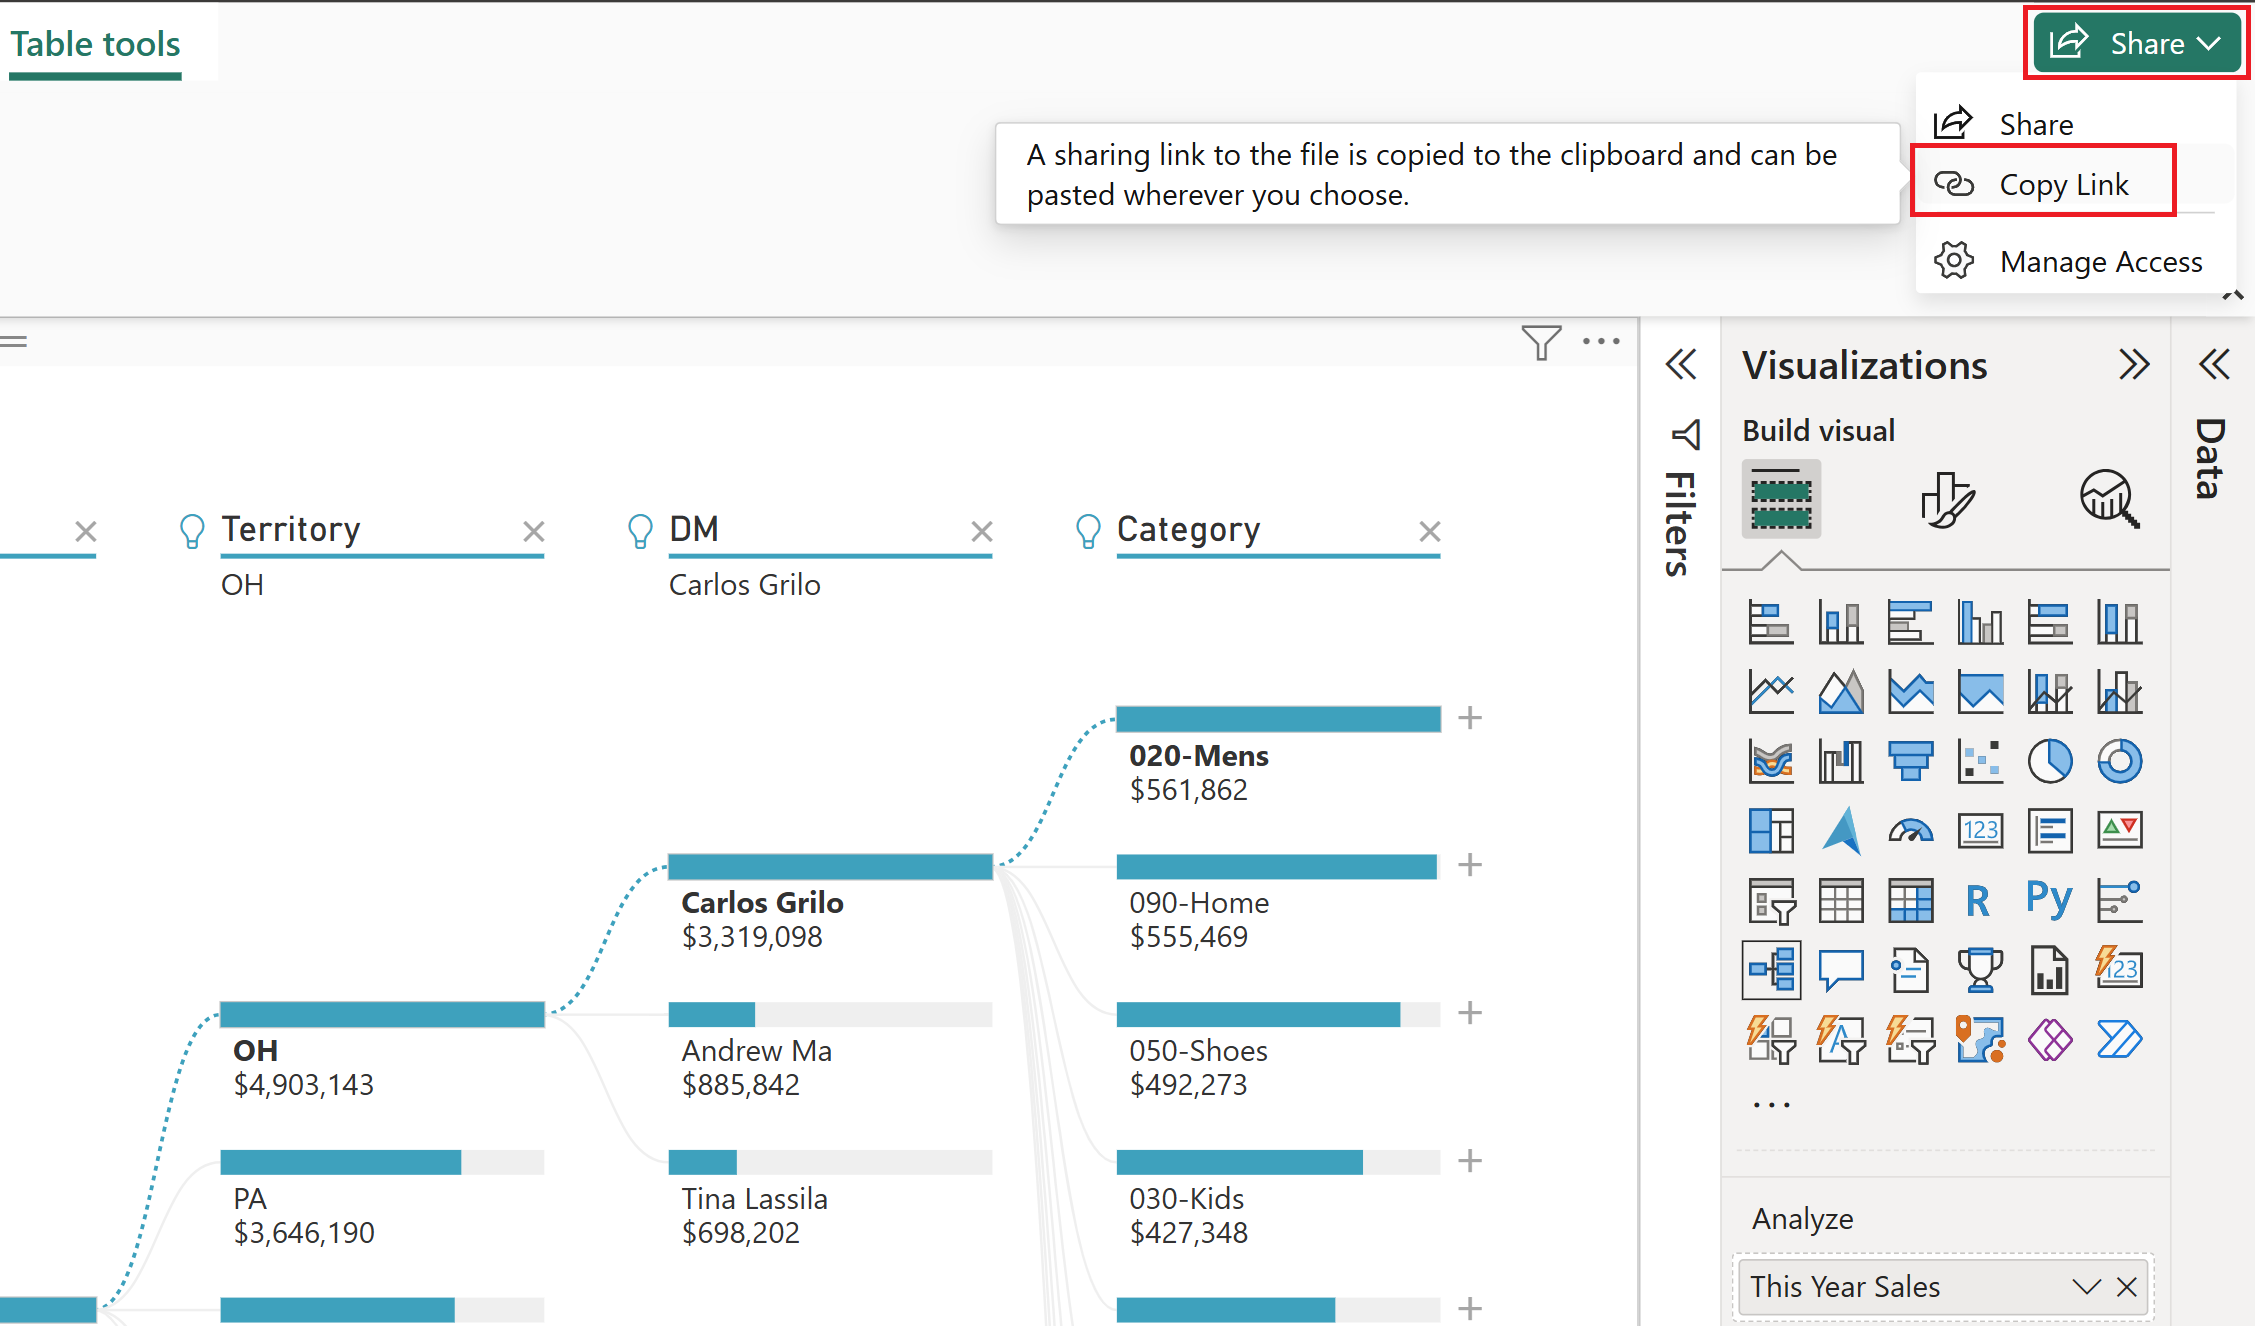 Table tools
Share
Share
A sharing link to the file is copied to the clipboard and can be
pasted wherever you choose.
Copy Link
Manage Access
Visualizations
Build visual
Filters
Data
Territory
OH
DM
Carlos Grilo
Category
020-Mens
$561,862
Carlos Grilo
$3,319,098
090-Home
$555,469
OH
$4,903,143
Andrew Ma
$885,842
050-Shoes
$492,273
PA
$3,646,190
Tina Lassila
$698,202
030-Kids
$427,348
123
R
Py
123
A
Analyze
This Year Sales